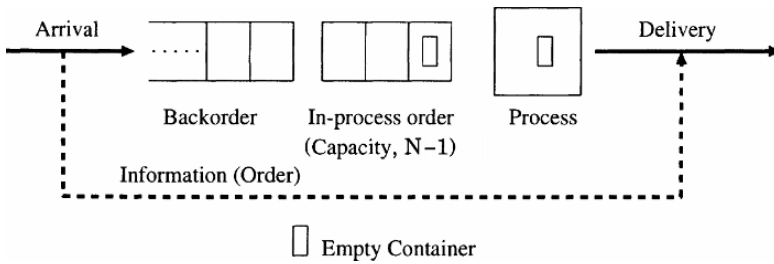 Arrival
Delivery
Backorder
In-process order
(Capacity, N-1)
Process
Information (Order)
Empty Container